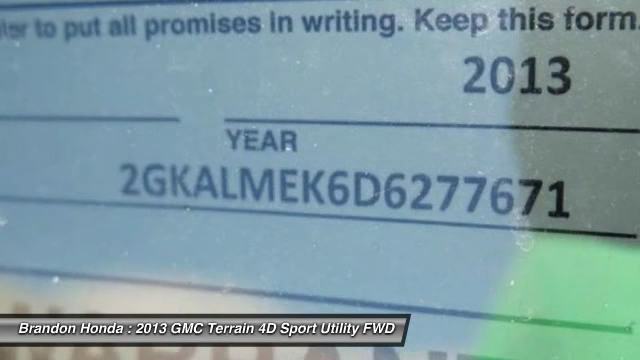 to put all promises in writing. Keep this form.
2013
YEAR
2GKALMEK6D6277671
Brandon Honda : 2013 GMC Terrain 4D Sport Utility FWD